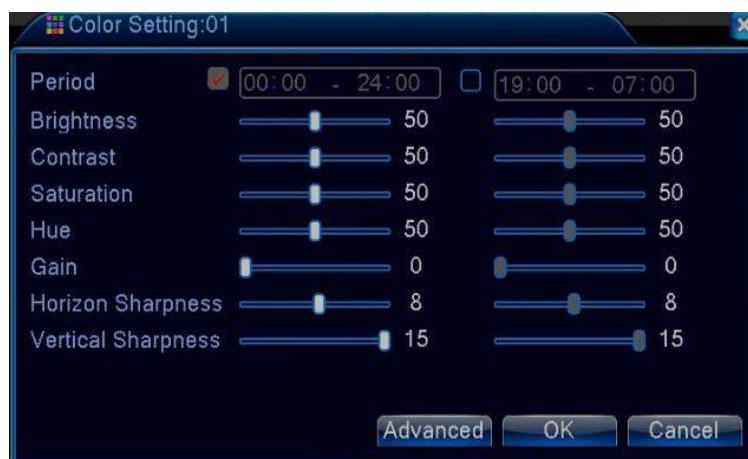 Color Setting:01
Period 00:00 - 24:00 19:00 - 07:00
Brightness 50 50
Contrast 50 50
Saturation 50 50
Hue 50 50
Gain 0 0
Horizon Sharpness 8 8
Vertical Sharpness 15 15
Advanced OK Cancel